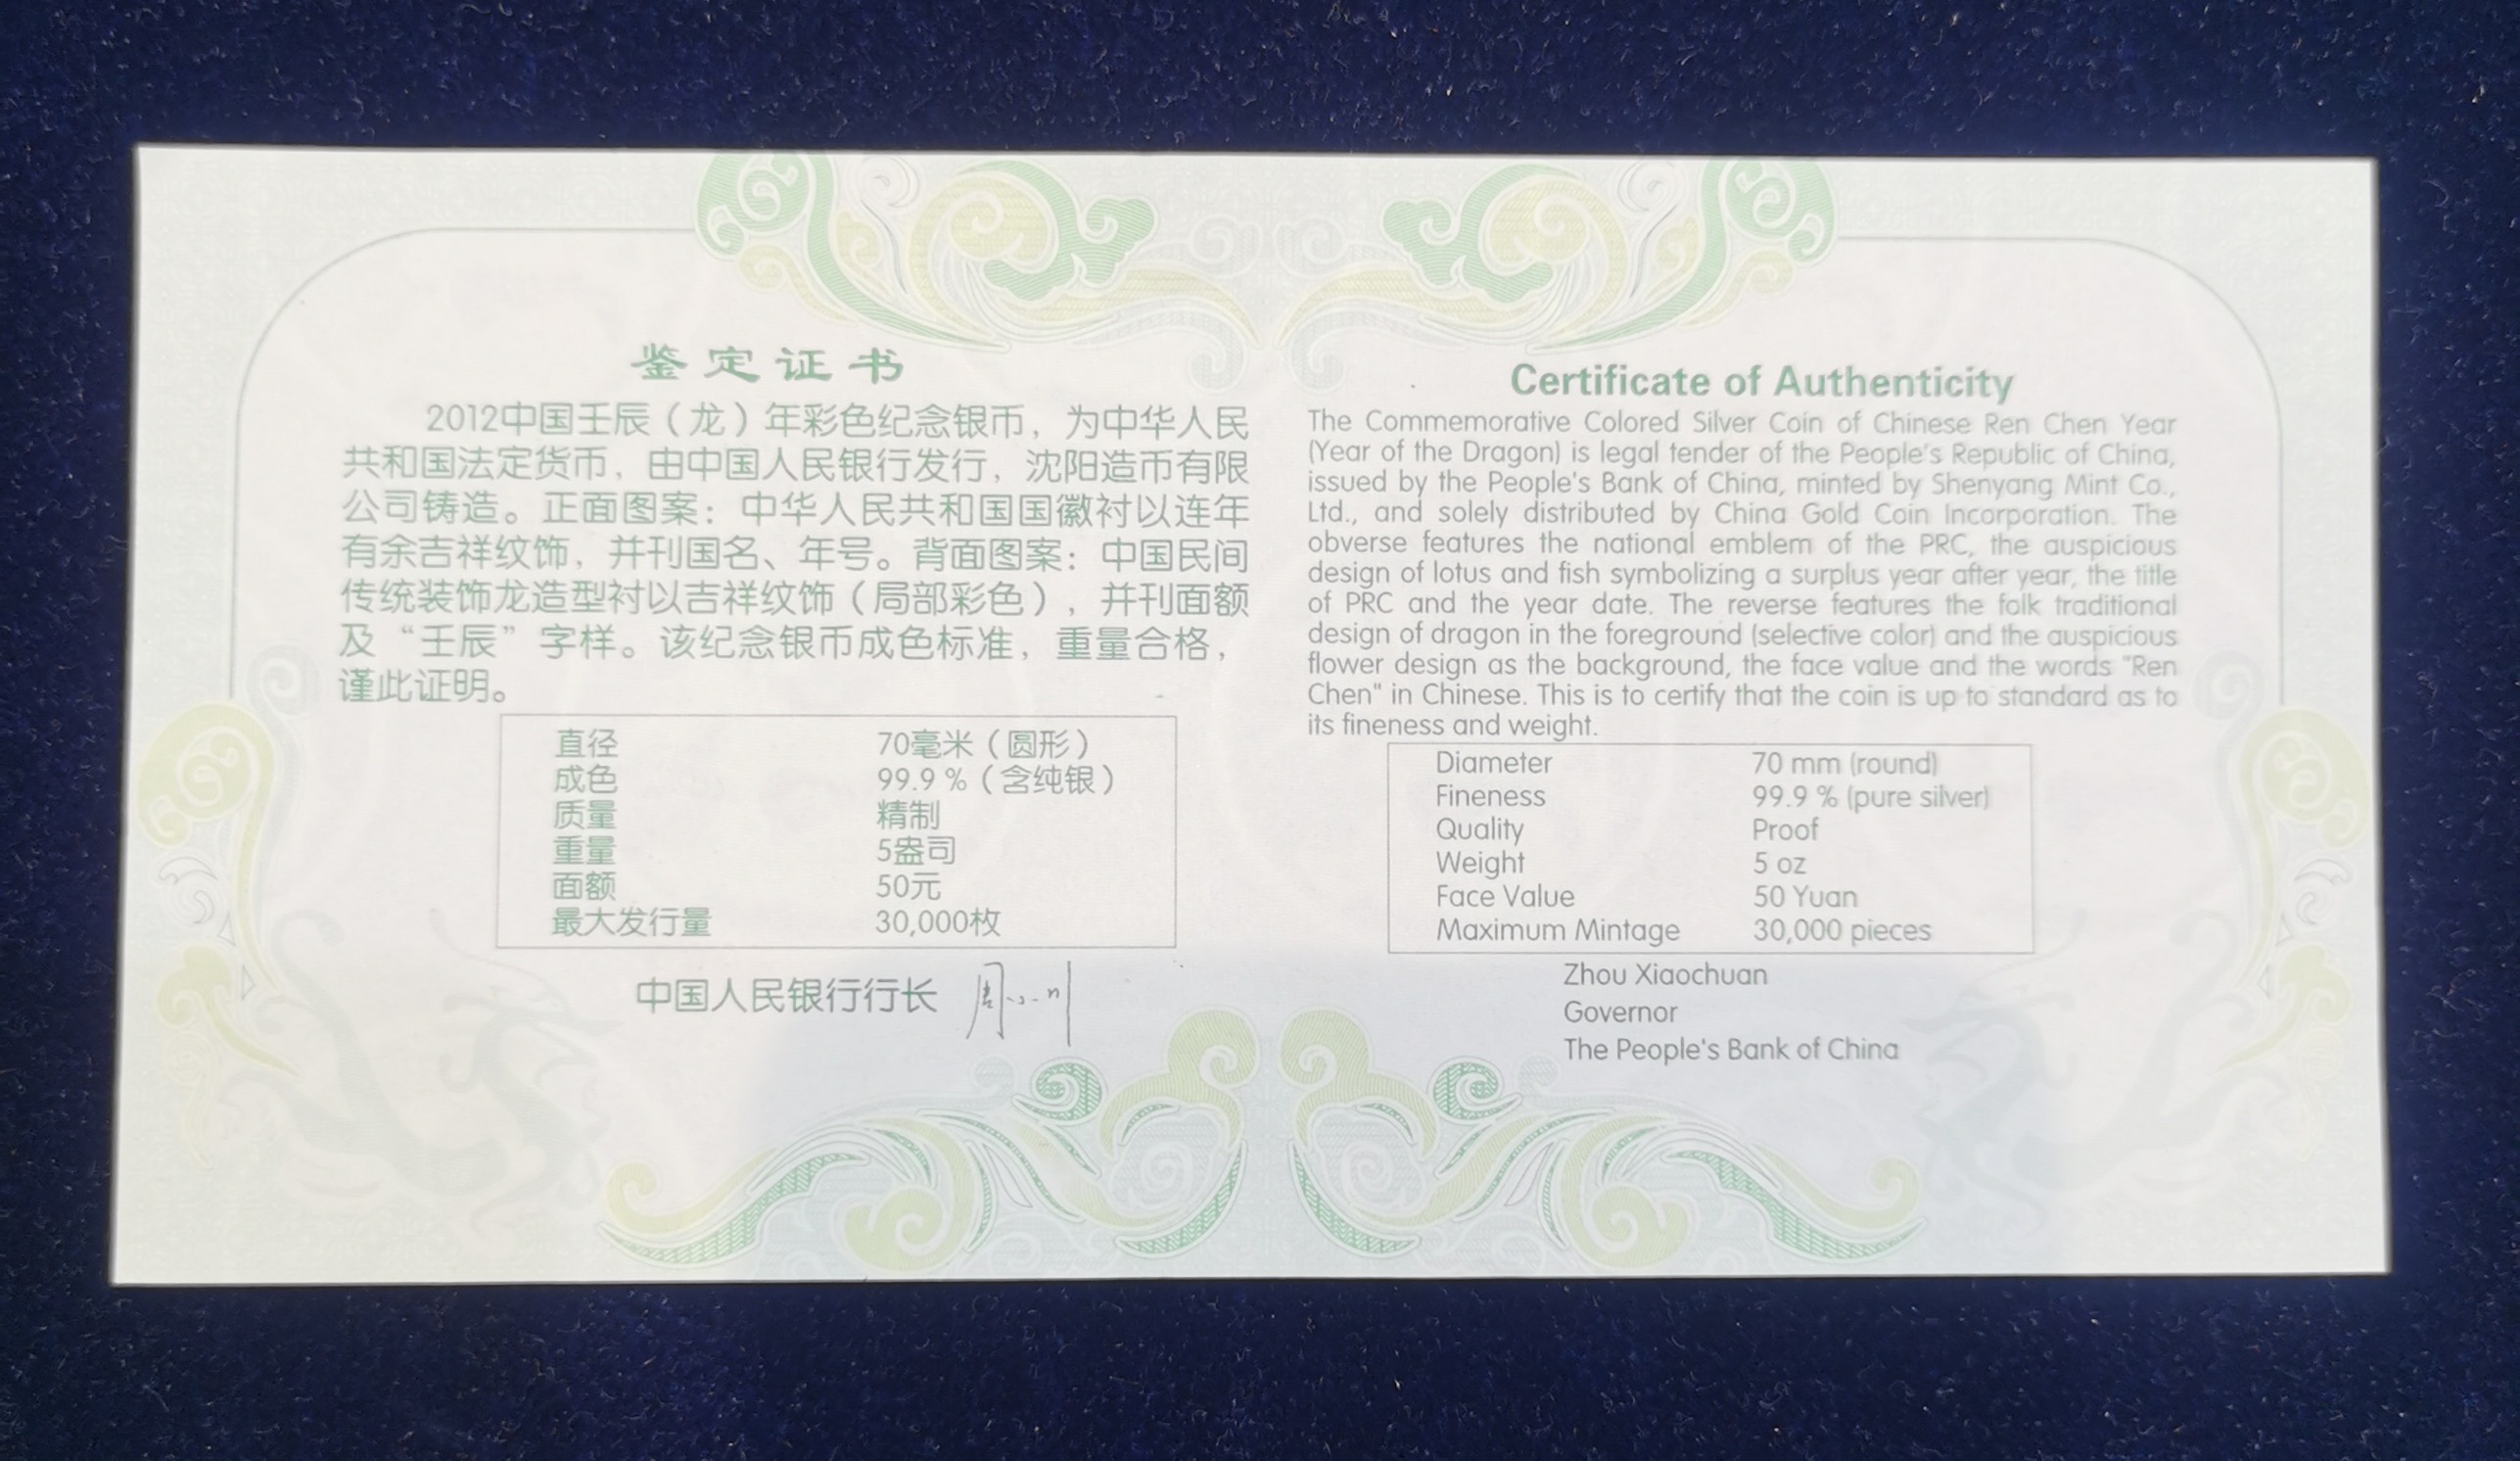 鉴定证书
2012中国壬辰（龙）年彩色纪念银币，为中华人民
共和国法定货币，由中国人民银行发行，沈阳造币有限
公司铸造。正面图案：中华人民共和国国徽衬以连年
有余吉祥纹饰，并刊国名、年号。背面图案：中国民间
传统装饰龙造型衬以吉祥纹饰（局部彩色），并刊面额
及“壬辰”字样。该纪念银币成色标准，重量合格，
谨此证明。
直径 70毫米（圆形）
成色 99.9 %（含纯银）
质量 精制
重量 5盎司
面额 50元
最大发行量 30,000枚
中国人民银行行长 周小川
Certificate of Authenticity
The Commemorative Colored Silver Coin of Chinese Ren Chen Year
(Year of the Dragon) is legal tender of the People's Republic of China,
issued by the People's Bank of China, minted by Shenyang Mint Co.,
Ltd., and solely distributed by China Gold Coin Incorporation. The
obverse features the national emblem of the PRC, the auspicious
design of lotus and fish symbolizing a surplus year after year, the title
of PRC and the year date. The reverse features the folk traditional
design of dragon in the foreground (selective color) and the auspicious
flower design as the background, the face value and the words "Ren
Chen" in Chinese. This is to certify that the coin is up to standard as to
its fineness and weight.
Diameter 70 mm (round)
Fineness 99.9 % (pure silver)
Quality Proof
Weight 5 oz
Face Value 50 Yuan
Maximum Mintage 30,000 pieces
Zhou Xiaochuan
Governor
The People's Bank of China